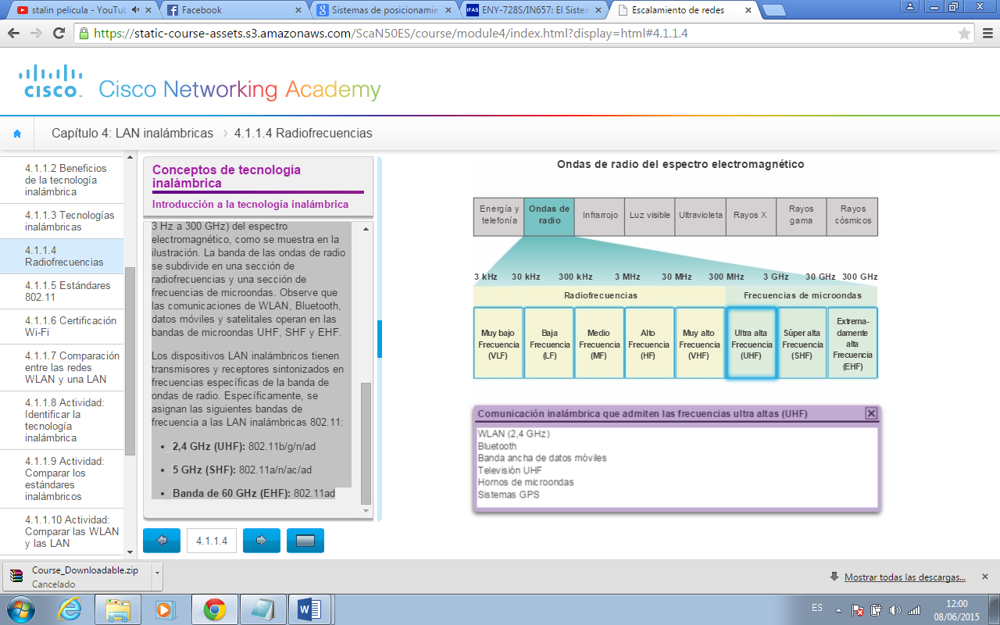 stalin pelicula - YouTub
Facebook
Sistemas de posicionamie
IFAS ENY-728S/IN657: El Sisten
Escalamiento de redes
https://static-course-assets.s3.amazonaws.com/ScaN50ES/course/module4/index.html?display=html#4.1.1.4
CISCO. Cisco Networking Academy
Capítulo 4: LAN inalámbricas
4.1.1.4 Radiofrecuencias
4.1.1.2 Beneficios
de la tecnología
inalámbrica
4.1.1.3 Tecnologías
inalámbricas
4.1.1.4
Radiofrecuencias
4.1.1.5 Estándares
802.11
4.1.1.6 Certificación
Wi-Fi
4.1.1.7 Comparación
entre las redes
WLAN y una LAN
4.1.1.8 Actividad:
Identificar la
tecnología
inalámbrica
4.1.1.9 Actividad:
Comparar los
estándares
inalámbricos
4.1.1.10 Actividad:
Comparar las WLAN
y las LAN
Conceptos de tecnología
inalámbrica
Introducción a la tecnología inalámbrica
3 Hz a 300 GHz) del espectro
electromagnético, como se muestra en la
ilustración. La banda de las ondas de radio
se subdivide en una sección de
radiofrecuencias y una sección de
frecuencias de microondas. Observe que
las comunicaciones de WLAN, Bluetooth,
datos móviles y satelitales operan en las
bandas de microondas UHF, SHF y EHF.
Los dispositivos LAN inalámbricos tienen
transmisores y receptores sintonizados en
frecuencias específicas de la banda de
ondas de radio. Específicamente, se
asignan las siguientes bandas de
frecuencia a las LAN inalámbricas 802.11:
• 2,4 GHz (UHF): 802.11b/g/n/ad
• 5 GHz (SHF): 802.11a/n/ac/ad
• Banda de 60 GHz (EHF): 802.11ad
4.1.1.4
Ondas de radio del espectro electromagnético
Energía y
telefonía
Ondas de
radio
Infrarrojo
Luz visible
Ultravioleta
Rayos X
Rayos
gama
Rayos
cósmicos
3 kHz 30 kHz 300 kHz 3 MHz 30 MHz 300 MHz 3 GHz 30 GHz 300 GHz
Radiofrecuencias
Frecuencias de microondas
Muy bajo
Frecuencia
(VLF)
Baja
Frecuencia
(LF)
Medio
Frecuencia
(MF)
Alto
Frecuencia
(HF)
Muy alto
Frecuencia
(VHF)
Ultra alta
Frecuencia
(UHF)
Súper alta
Frecuencia
(SHF)
Extrema-
damente
alta
Frecuencia
(EHF)
Comunicación inalámbrica que admiten las frecuencias ultra altas (UHF)
WLAN (2,4 GHz)
Bluetooth
Banda ancha de datos móviles
Televisión UHF
Hornos de microondas
Sistemas GPS
Course_Downloadable.zip
Cancelado
Mostrar todas las descargas...
ES
12:00
08/06/2015